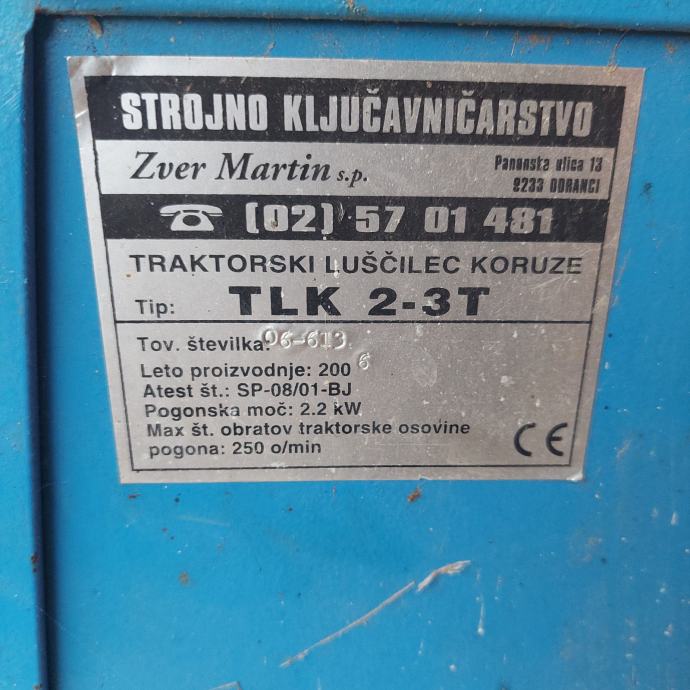 STROJNO KLJUČAVNIČARSTVO
Zver Martin s.p.
Panonska ulica 13
9233 ODRANCI
(02) 57 01 481
TRAKTORSKI LUŠČILEC KORUZE
Tip: TLK 2-3T
Tov. številka: 06-613
Leto proizvodnje: 2006
Atest št.: SP-08/01-BJ
Pogonska moč: 2.2 kW
Max št. obratov traktorske osovine
pogona: 250 o/min
CE